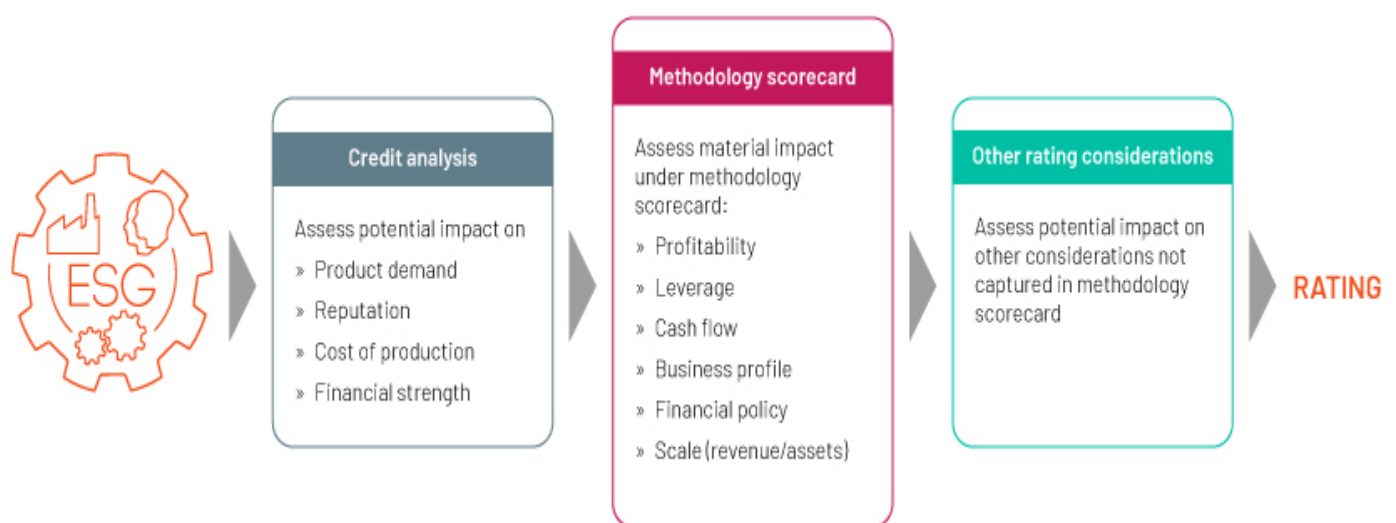 ESG
Credit analysis
Assess potential impact on
» Product demand
» Reputation
» Cost of production
» Financial strength
Methodology scorecard
Assess material impact
under methodology
scorecard:
» Profitability
» Leverage
» Cash flow
» Business profile
» Financial policy
» Scale (revenue/assets)
Other rating considerations
Assess potential impact on
other considerations not
captured in methodology
scorecard
RATING